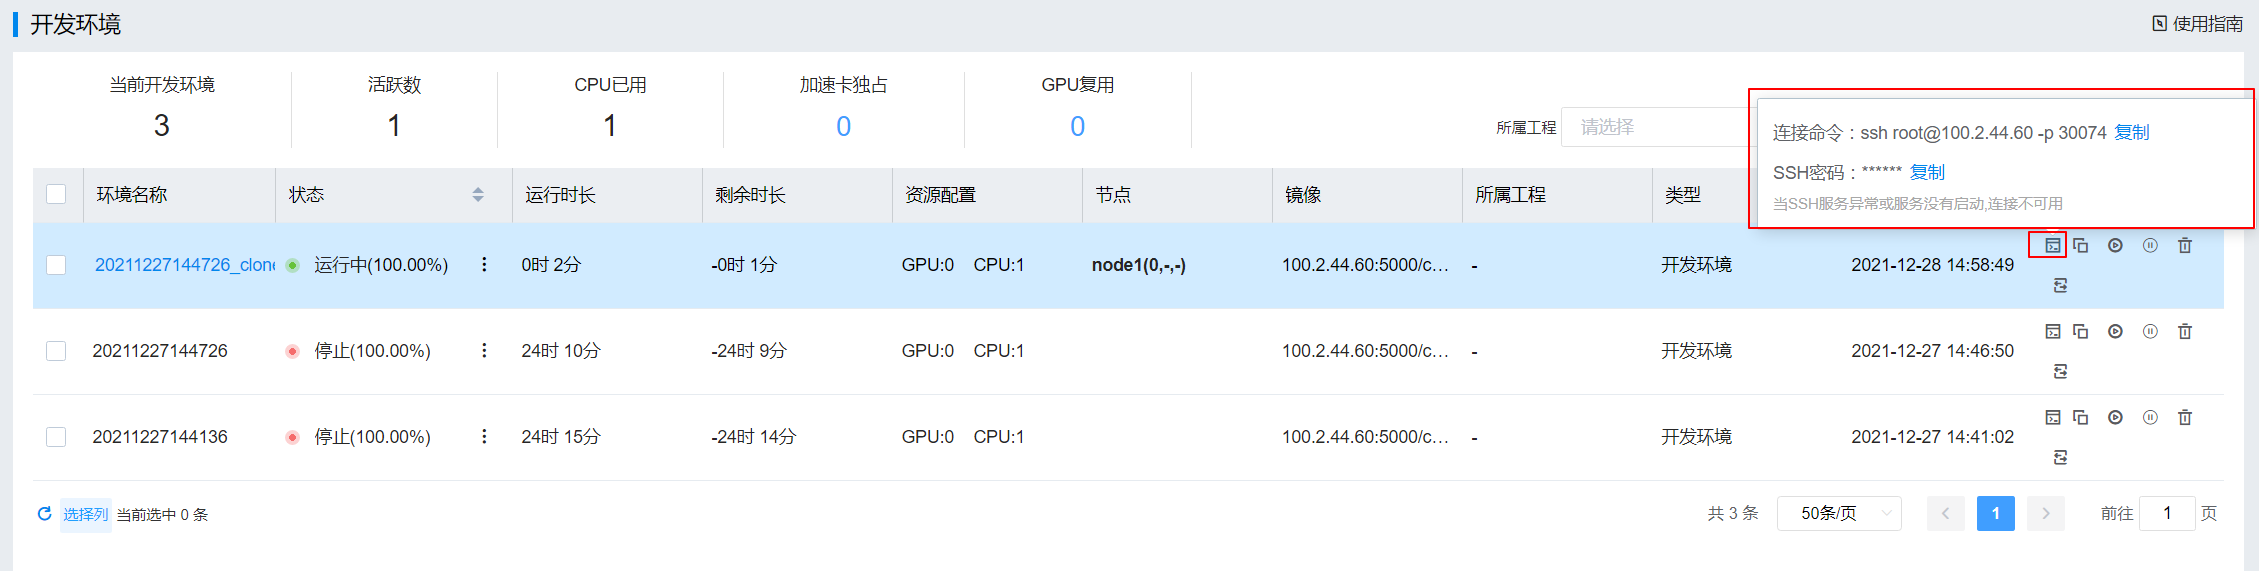 开发环境
使用指南
当前开发环境 活跃数 CPU已用 加速卡独占 GPU复用
3 1 1 0 0
所属工程 请选择
连接命令：ssh root@100.2.44.60 -p 30074 复制
SSH密码：****** 复制
当SSH服务异常或服务没有启动,连接不可用
环境名称 状态 运行时长 剩余时长 资源配置 节点 镜像 所属工程 类型
20211227144726_clone 运行中(100.00%) 0时 2分 -0时 1分 GPU:0 CPU:1 node1(0,-,-) 100.2.44.60:5000/c... - 开发环境 2021-12-28 14:58:49
20211227144726 停止(100.00%) 24时 10分 -24时 9分 GPU:0 CPU:1 100.2.44.60:5000/c... - 开发环境 2021-12-27 14:46:50
20211227144136 停止(100.00%) 24时 15分 -24时 14分 GPU:0 CPU:1 100.2.44.60:5000/c... - 开发环境 2021-12-27 14:41:02
选择列 当前选中 0 条 共 3 条 50条/页 1 前往 1 页